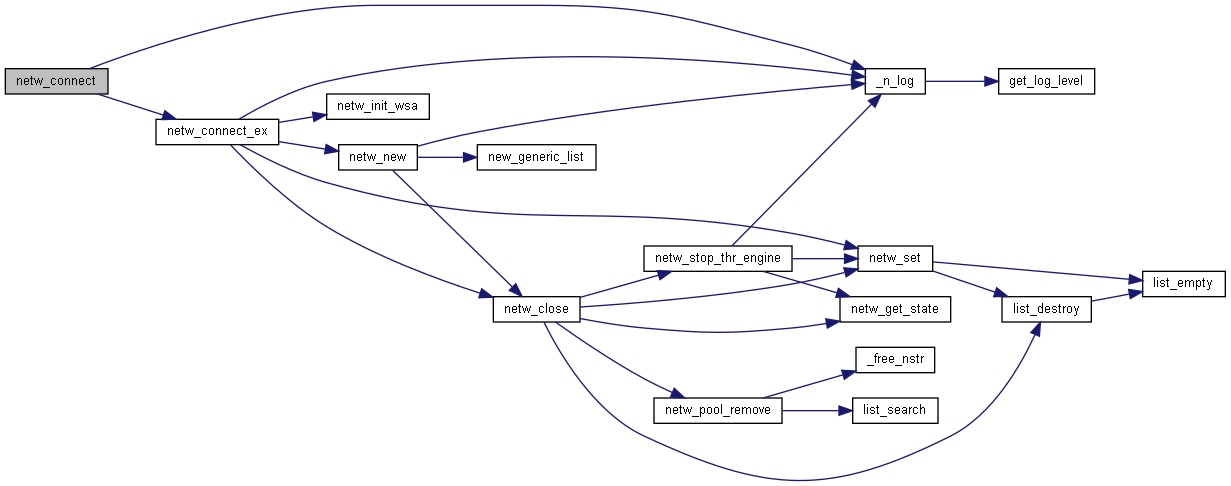 netw_connect
netw_connect_ex
netw_init_wsa
netw_new
new_generic_list
_n_log
get_log_level
netw_stop_thr_engine
netw_set
netw_close
netw_get_state
list_destroy
list_empty
_free_nstr
netw_pool_remove
list_search